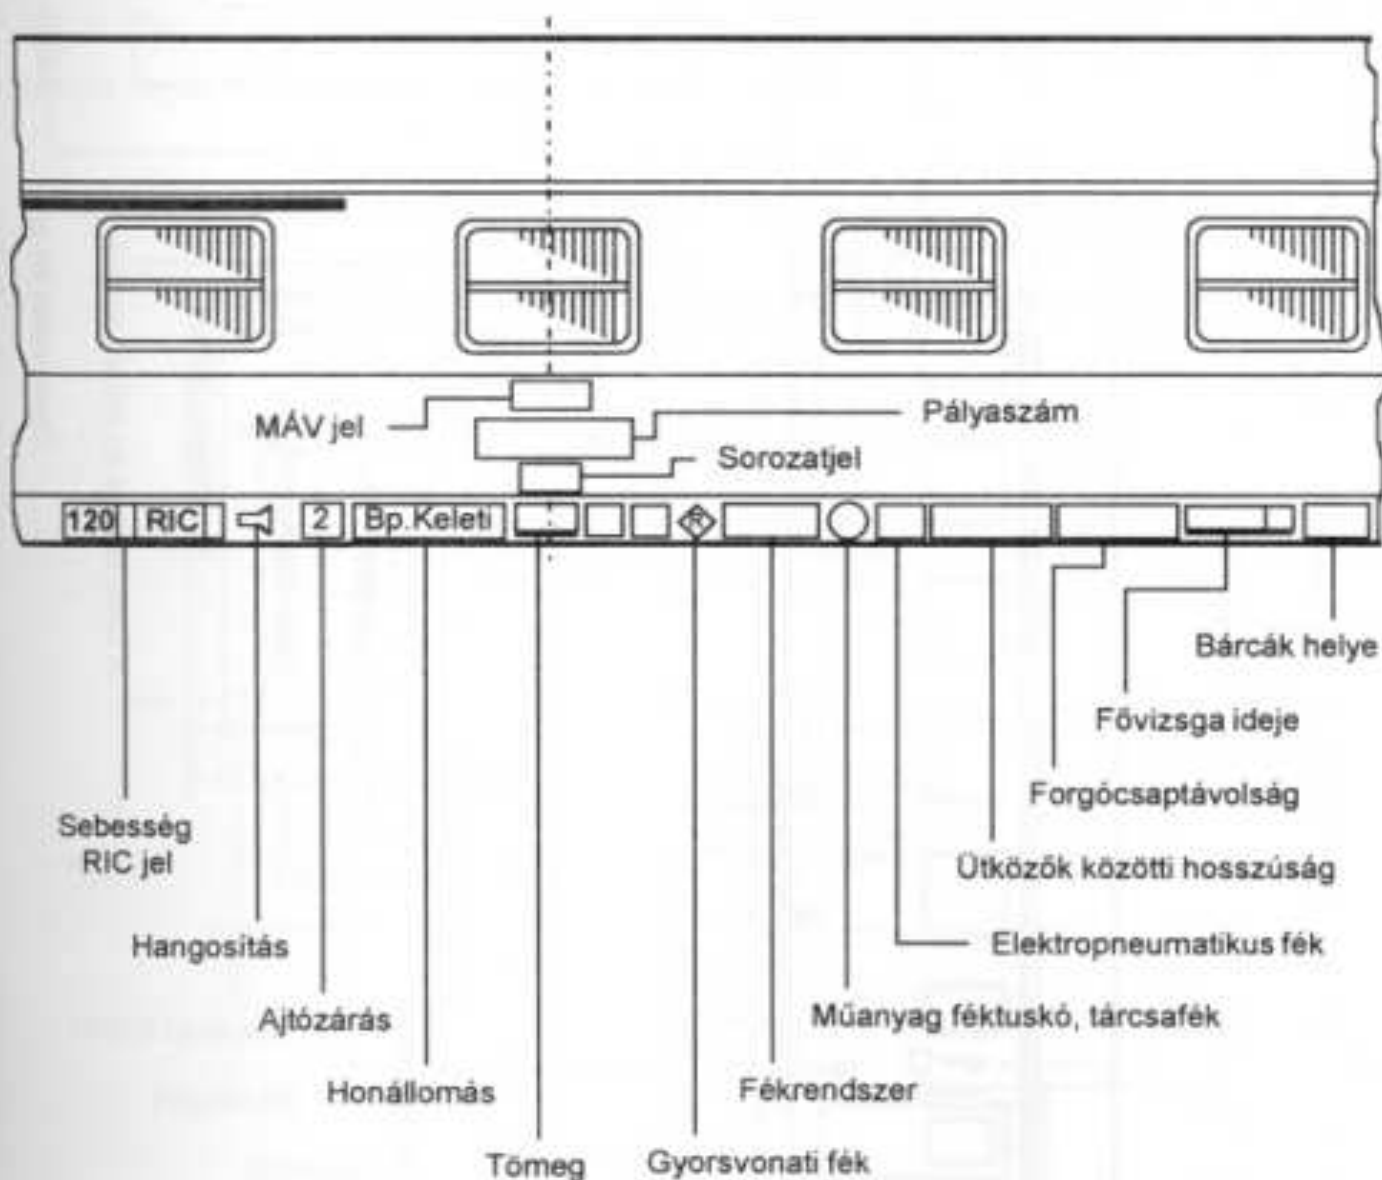 MÁV jel
Pályaszám
Sorozatjel
120 RIC 2 Bp.Keleti R
Bárcák helye
Fővizsga ideje
Forgócsaptávolság
Sebesség
RIC jel
Ütközők közötti hosszúság
Hangosítás
Elektropneumatikus fék
Ajtózárás
Műanyag féktuskó, tárcsafék
Honállomás
Fékrendszer
Tömeg
Gyorsvonati fék